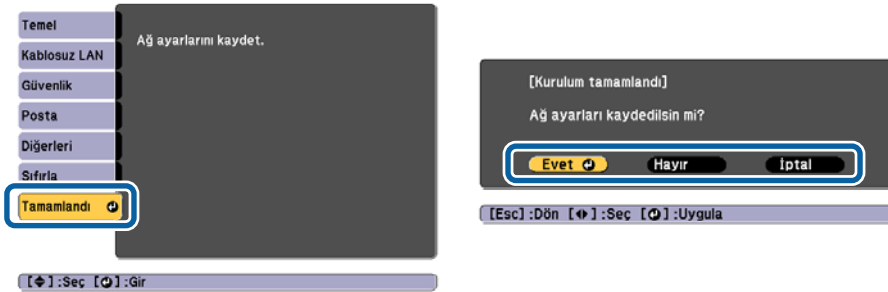 Temel
Kablosuz LAN
Güvenlik
Posta
Diğerleri
Sıfırla
Tamamlandı
Ağ ayarlarını kaydet.
[ ]:Seç [ ]:Gir
[Kurulum tamamlandı]
Ağ ayarları kaydedilsin mi?
Evet Hayır İptal
[Esc]:Dön [ ]:Seç [ ]:Uygula